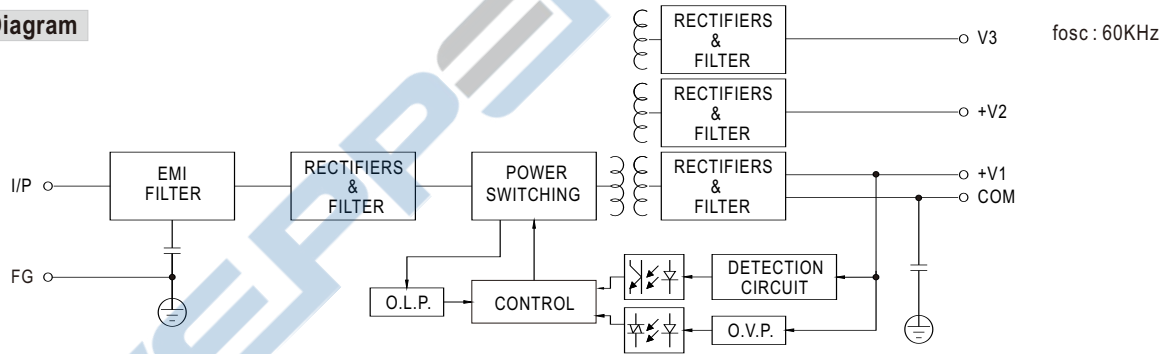 Diagram
RECTIFIERS
&
FILTER
V3
fosc : 60KHz
RECTIFIERS
&
FILTER
+V2
I/P
EMI
FILTER
RECTIFIERS
&
FILTER
POWER
SWITCHING
RECTIFIERS
&
FILTER
+V1
COM
FG
O.L.P.
CONTROL
DETECTION
CIRCUIT
O.V.P.